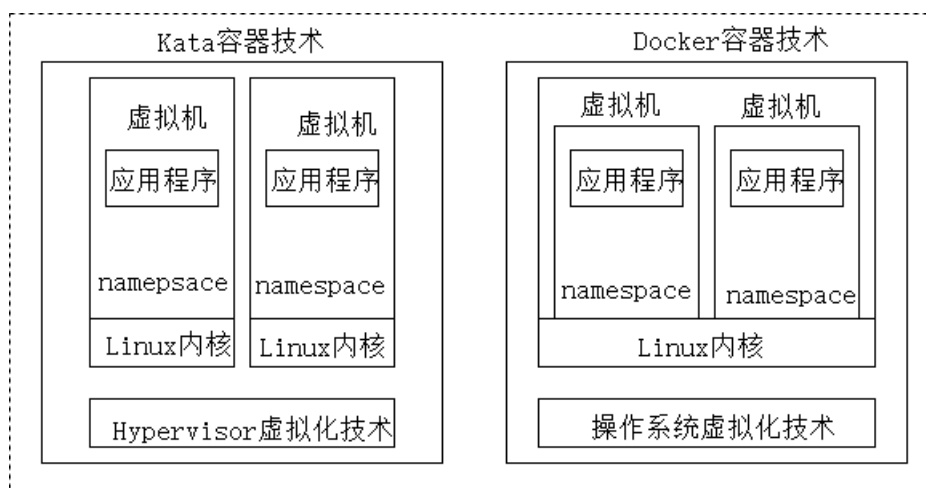 Kata容器技术
虚拟机
应用程序
namepsace
Linux内核
虚拟机
应用程序
namespace
Linux内核
Hypervisor虚拟化技术
Docker容器技术
虚拟机
应用程序
namespace
虚拟机
应用程序
namespace
Linux内核
操作系统虚拟化技术